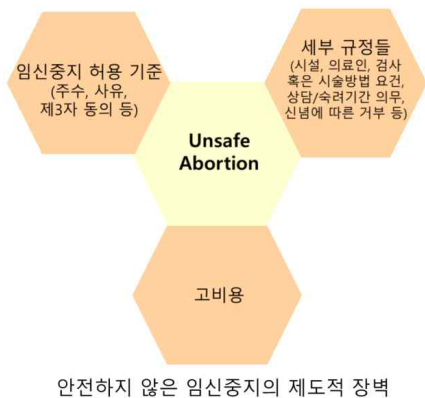 임신중지 허용 기준
(주수, 사유,
제3자 동의 등)
세부 규정들
(시설, 의료인, 검사
혹은 시술방법 요건,
상담/숙려기간 의무,
신념에 따른 거부 등)
Unsafe
Abortion
고비용
안전하지 않은 임신중지의 제도적 장벽